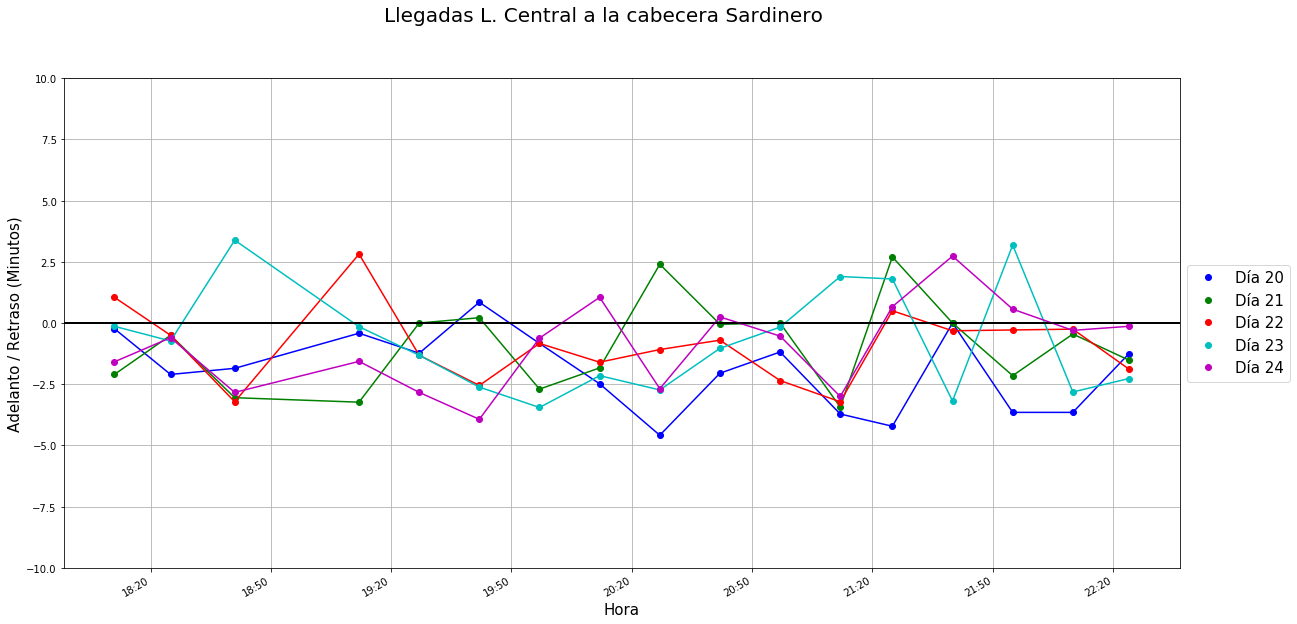 Llegadas L. Central a la cabecera Sardinero
Adelanto / Retraso (Minutos)
10.0
7.5
5.0
2.5
0.0
−2.5
−5.0
−7.5
−10.0
18:20
18:50
19:20
19:50
20:20
20:50
21:20
21:50
22:20
Hora
Día 20
Día 21
Día 22
Día 23
Día 24